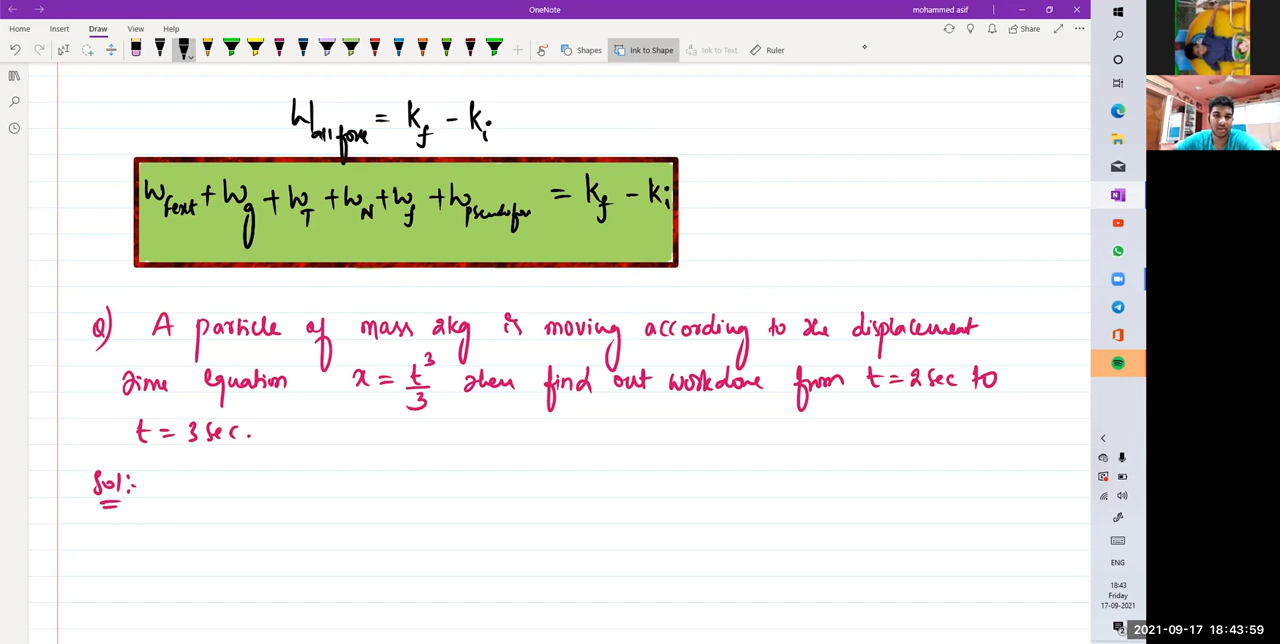 OneNote
mohammed asif
Home Insert Draw View Help
Share
Shapes
Ink to Shape
Ink to Text
Ruler
W all force = k_f - k_i
W_Fext + W_g + W_T + W_N + W_f + W_pseudo for = k_f - k_i
Q) A particle of mass 2kg is moving according to the displacement
time equation x = t³/3 then find out workdone from t = 2 sec to
t = 3 sec.
Sol:
ENG
18:43
Friday
17-09-2021
2021-09-17 18:43:59